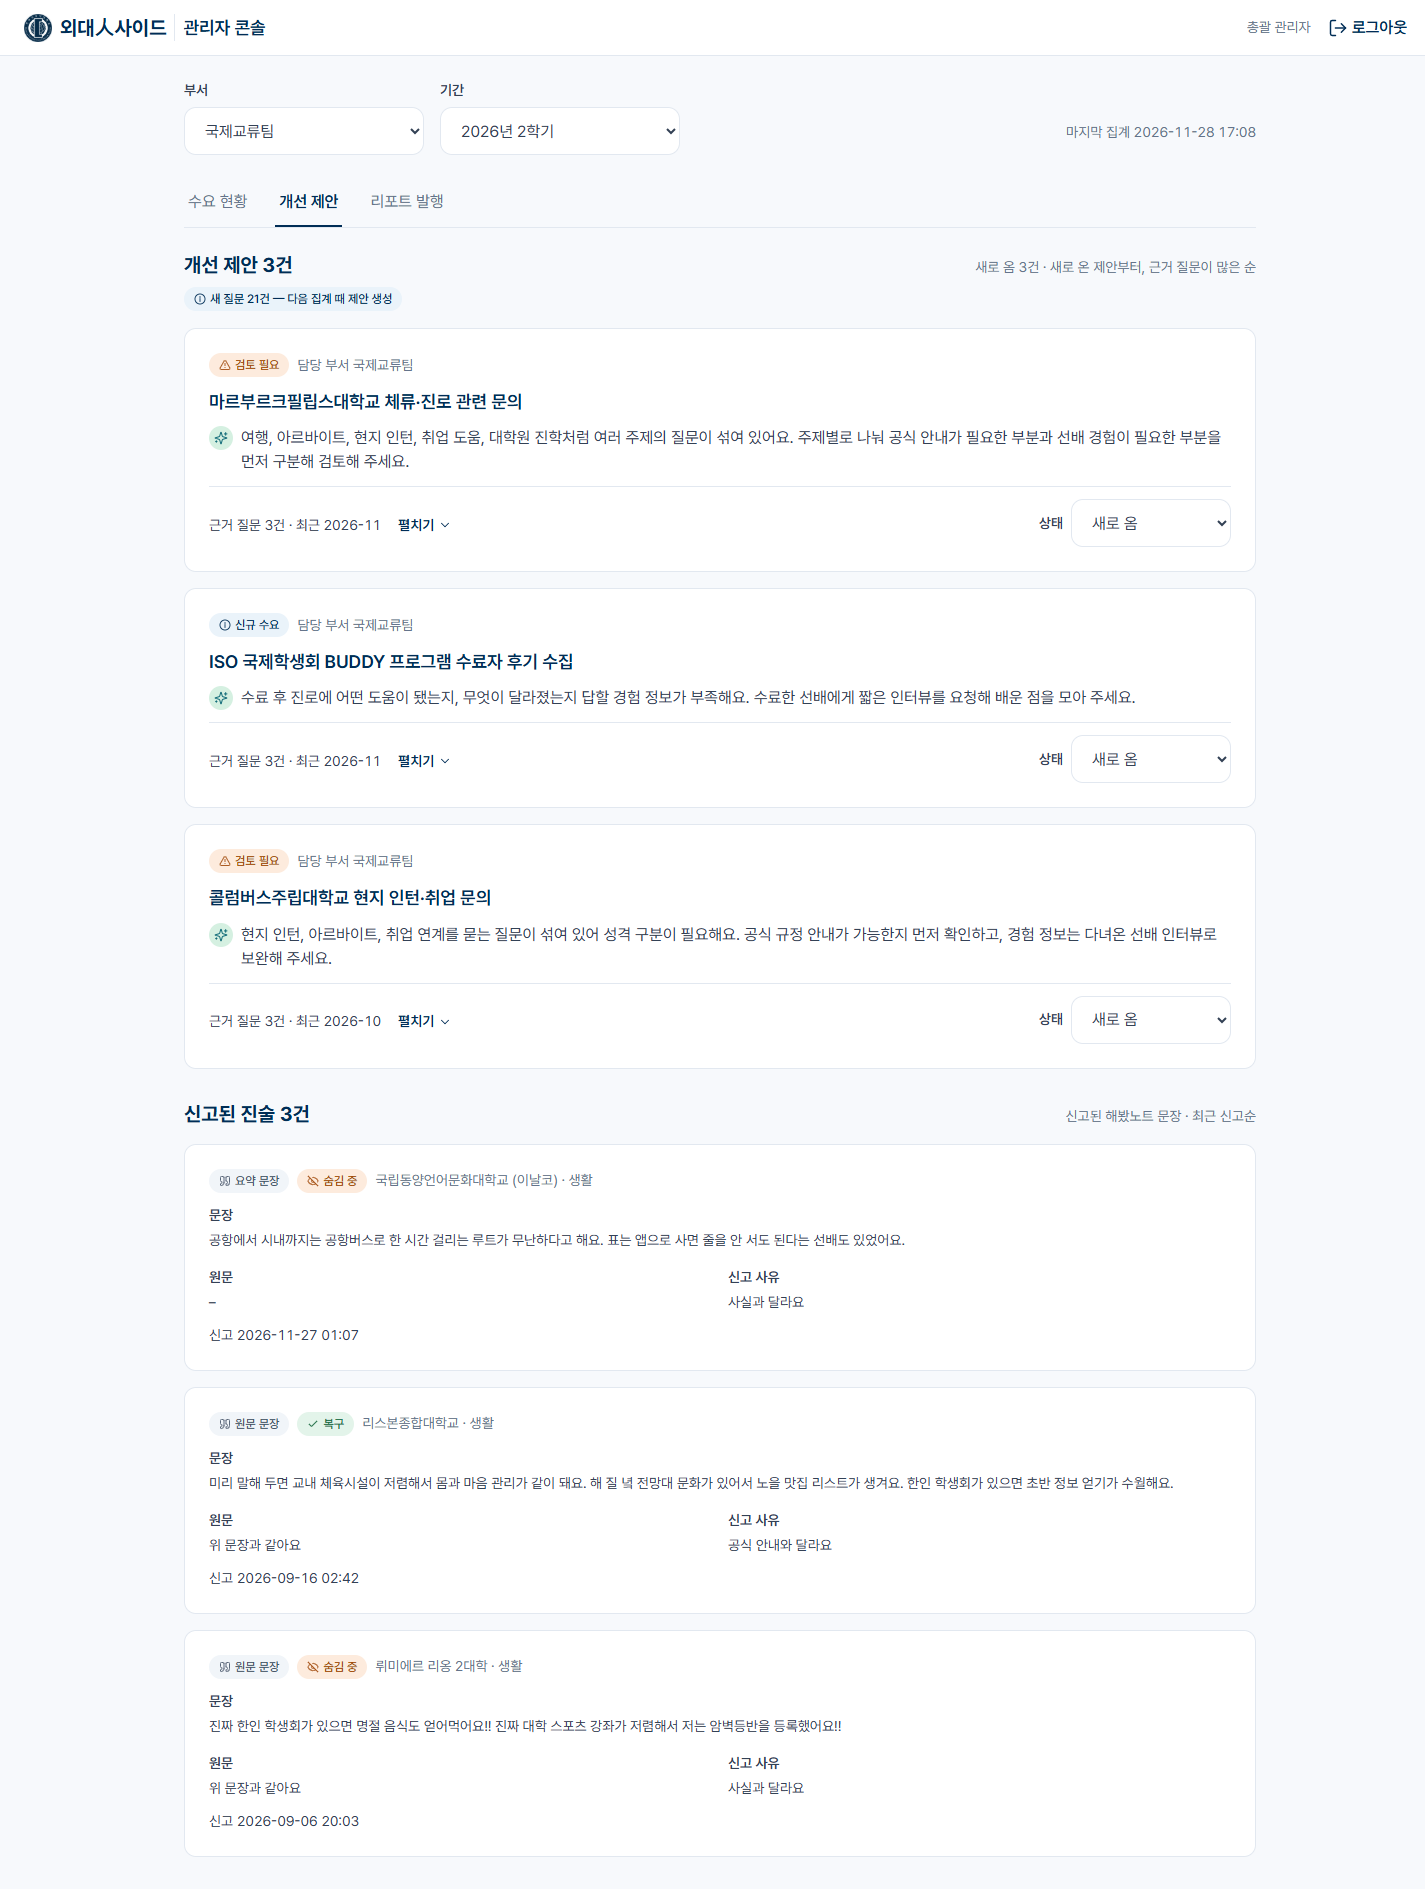 외대人사이드
관리자 콘솔
총괄 관리자
로그아웃
부서
기간
국제교류팀
2026년 2학기
마지막 집계 2026-11-28 17:08
수요 현황
개선 제안
리포트 발행
개선 제안 3건
새로 옴 3건 · 새로 온 제안부터, 근거 질문이 많은 순
새 질문 21건 — 다음 집계 때 제안 생성
검토 필요
담당 부서 국제교류팀
마르부르크필립스대학교 체류·진로 관련 문의
여행, 아르바이트, 현지 인턴, 취업 도움, 대학원 진학처럼 여러 주제의 질문이 섞여 있어요. 주제별로 나눠 공식 안내가 필요한 부분과 선배 경험이 필요한 부분을
먼저 구분해 검토해 주세요.
근거 질문 3건 · 최근 2026-11
펼치기
상태
새로 옴
신규 수요
담당 부서 국제교류팀
ISO 국제학생회 BUDDY 프로그램 수료자 후기 수집
수료 후 진로에 어떤 도움이 됐는지, 무엇이 달라졌는지 답할 경험 정보가 부족해요. 수료한 선배에게 짧은 인터뷰를 요청해 배운 점을 모아 주세요.
근거 질문 3건 · 최근 2026-11
펼치기
상태
새로 옴
검토 필요
담당 부서 국제교류팀
콜럼버스주립대학교 현지 인턴·취업 문의
현지 인턴, 아르바이트, 취업 연계를 묻는 질문이 섞여 있어 성격 구분이 필요해요. 공식 규정 안내가 가능한지 먼저 확인하고, 경험 정보는 다녀온 선배 인터뷰로
보완해 주세요.
근거 질문 3건 · 최근 2026-10
펼치기
상태
새로 옴
신고된 진술 3건
신고된 해봤노트 문장 · 최근 신고순
요약 문장
숨김 중
국립동양언어문화대학교 (이날코) · 생활
문장
공항에서 시내까지는 공항버스로 한 시간 걸리는 루트가 무난하다고 해요. 표는 앱으로 사면 줄을 안 서도 된다는 선배도 있었어요.
원문
신고 사유
–
사실과 달라요
신고 2026-11-27 01:07
원문 문장
복구
리스본종합대학교 · 생활
문장
미리 말해 두면 교내 체육시설이 저렴해서 몸과 마음 관리가 같이 돼요. 해 질 녘 전망대 문화가 있어서 노을 맛집 리스트가 생겨요. 한인 학생회가 있으면 초반 정보 얻기가 수월해요.
원문
신고 사유
위 문장과 같아요
공식 안내와 달라요
신고 2026-09-16 02:42
원문 문장
숨김 중
뤼미에르 리옹 2대학 · 생활
문장
진짜 한인 학생회가 있으면 명절 음식도 얻어먹어요!! 진짜 대학 스포츠 강좌가 저렴해서 저는 암벽등반을 등록했어요!!
원문
신고 사유
위 문장과 같아요
사실과 달라요
신고 2026-09-06 20:03